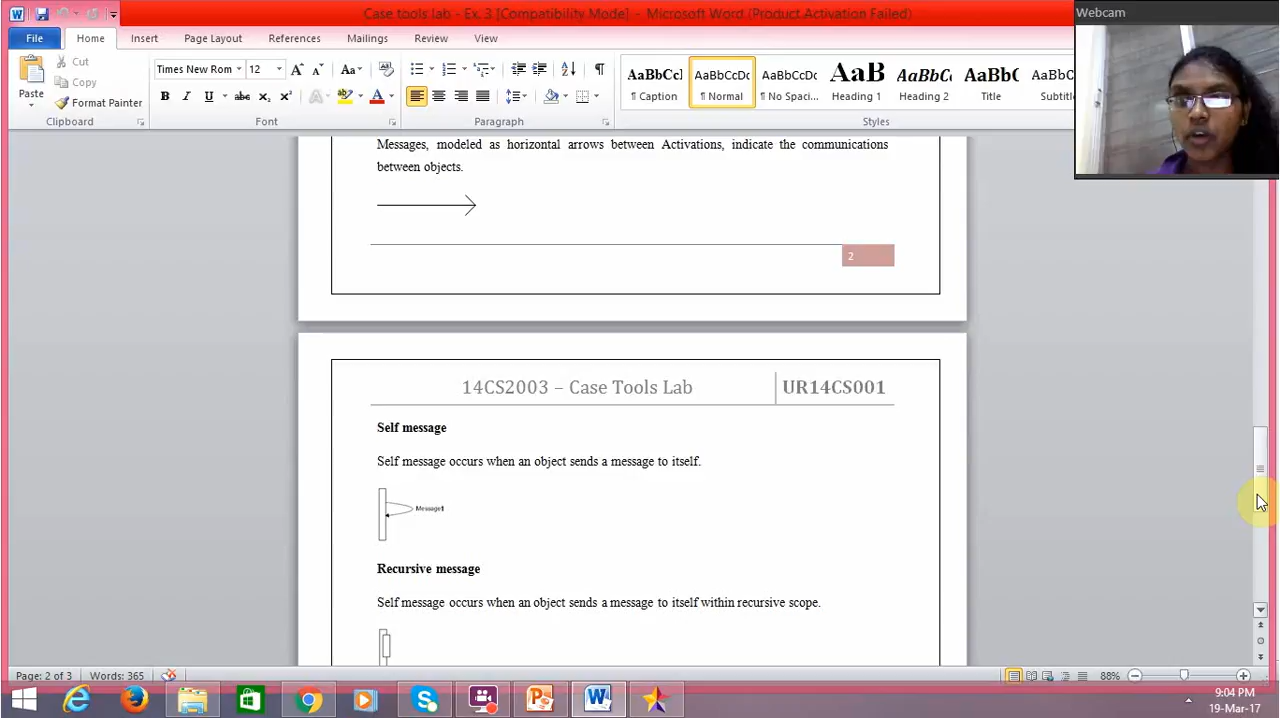 Case tools lab - Ex. 3 [Compatibility Mode] - Microsoft Word (Product Activation Failed)
Webcam
File Home Insert Page Layout References Mailings Review View
Cut
Copy
Format Painter
Paste
Times New Rom 12
AaBbCcI AaBbCcDc AaBbCcDc AaB AaBbCc AaBb( AaBbCc
¶ Caption ¶ Normal ¶ No Spaci... Heading 1 Heading 2 Title Subtitl
Clipboard Font Paragraph Styles
Messages, modeled as horizontal arrows between Activations, indicate the communications
between objects.
2
14CS2003 – Case Tools Lab UR14CS001
Self message
Self message occurs when an object sends a message to itself.
Message1
Recursive message
Self message occurs when an object sends a message to itself within recursive scope.
Page: 2 of 3 Words: 365 88%
9:04 PM
19-Mar-17